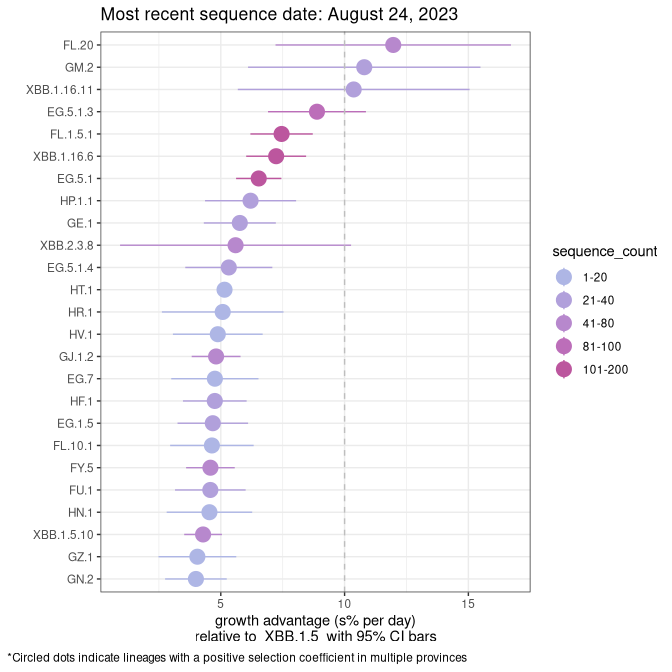 Most recent sequence date: August 24, 2023
FL.20
GM.2
XBB.1.16.11
EG.5.1.3
FL.1.5.1
XBB.1.16.6
EG.5.1
HP.1.1
GE.1
XBB.2.3.8
EG.5.1.4
HT.1
HR.1
HV.1
GJ.1.2
EG.7
HF.1
EG.1.5
FL.10.1
FY.5
FU.1
HN.1
XBB.1.5.10
GZ.1
GN.2
5 10 15
growth advantage (s% per day)
relative to XBB.1.5 with 95% CI bars
sequence_count
1-20
21-40
41-80
81-100
101-200
*Circled dots indicate lineages with a positive selection coefficient in multiple provinces